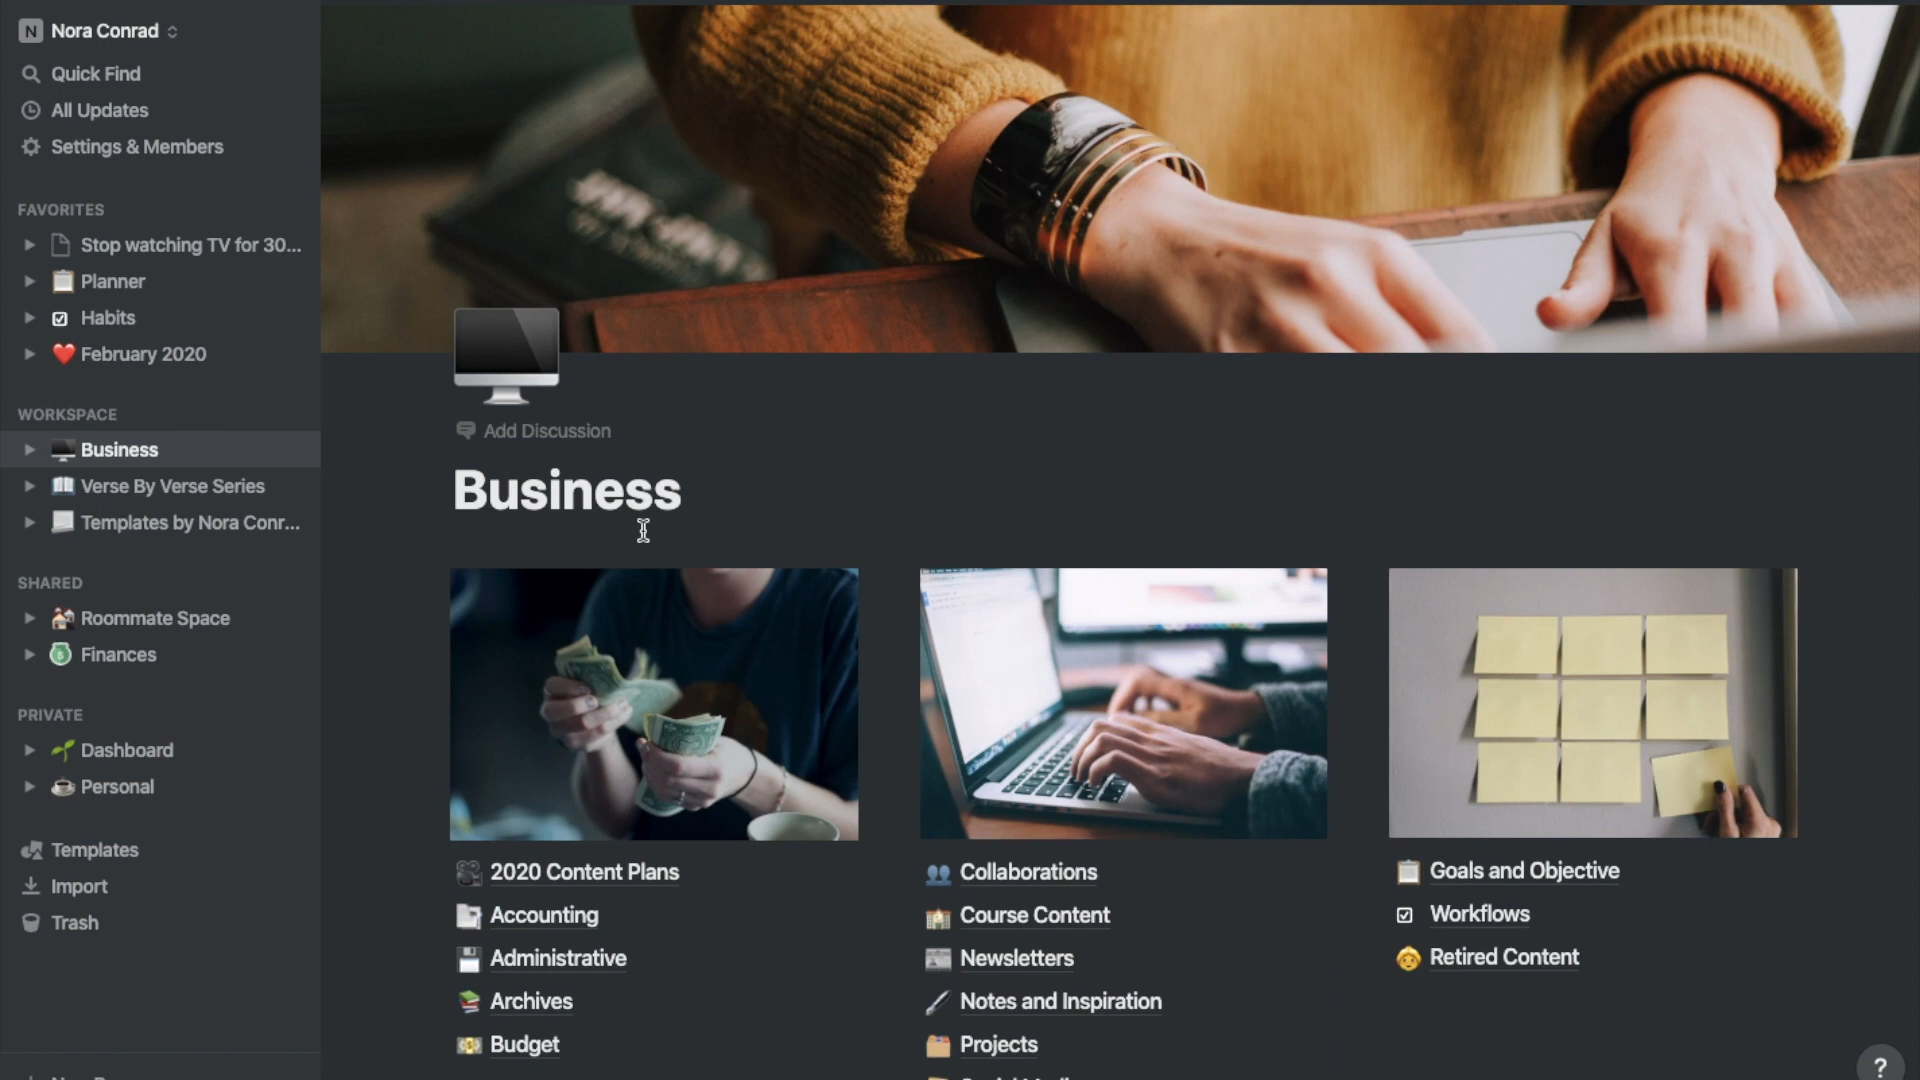 N Nora Conrad
Quick Find
All Updates
Settings & Members
FAVORITES
Stop watching TV for 30...
Planner
Habits
February 2020
WORKSPACE
Business
Verse By Verse Series
Templates by Nora Conr...
SHARED
Roommate Space
Finances
PRIVATE
Dashboard
Personal
Templates
Import
Trash
Add Discussion
Business
2020 Content Plans
Accounting
Administrative
Archives
Budget
Collaborations
Course Content
Newsletters
Notes and Inspiration
Projects
Goals and Objective
Workflows
Retired Content
?